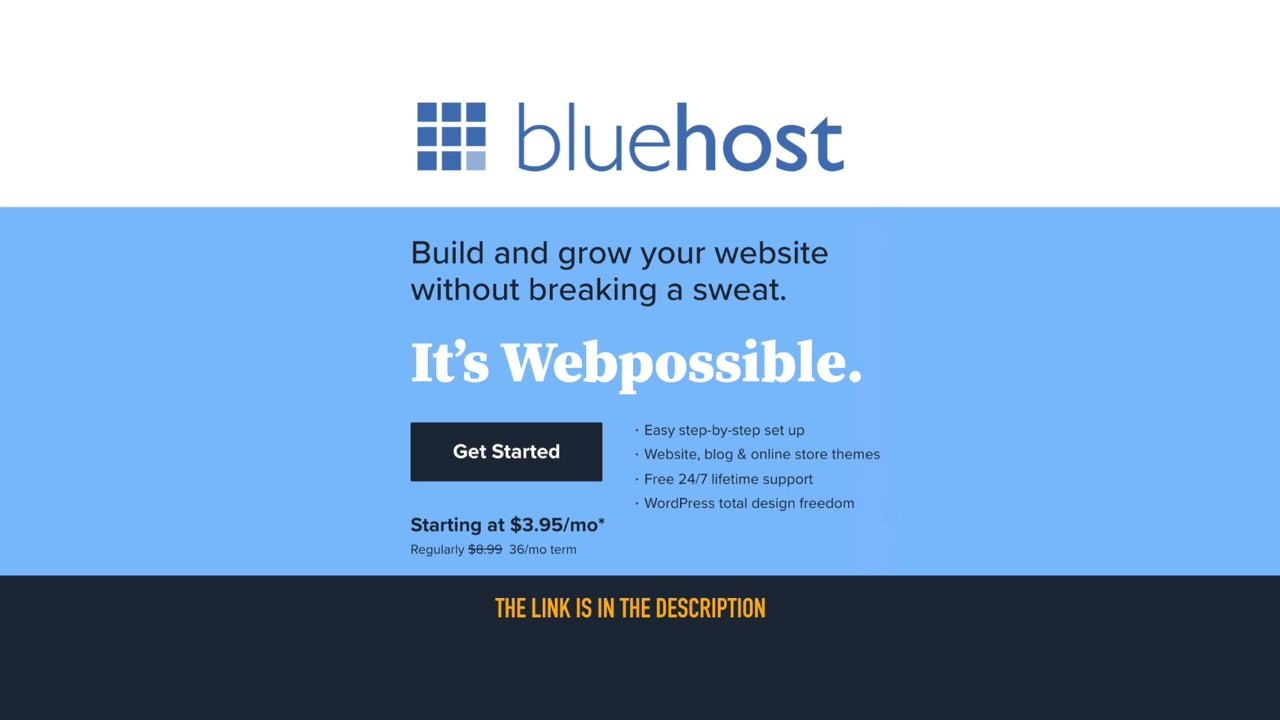 bluehost
Build and grow your website
without breaking a sweat.
It's Webpossible.
Get Started
· Easy step-by-step set up
· Website, blog & online store themes
· Free 24/7 lifetime support
· WordPress total design freedom
Starting at $3.95/mo*
Regularly $8.99 36/mo term
THE LINK IS IN THE DESCRIPTION